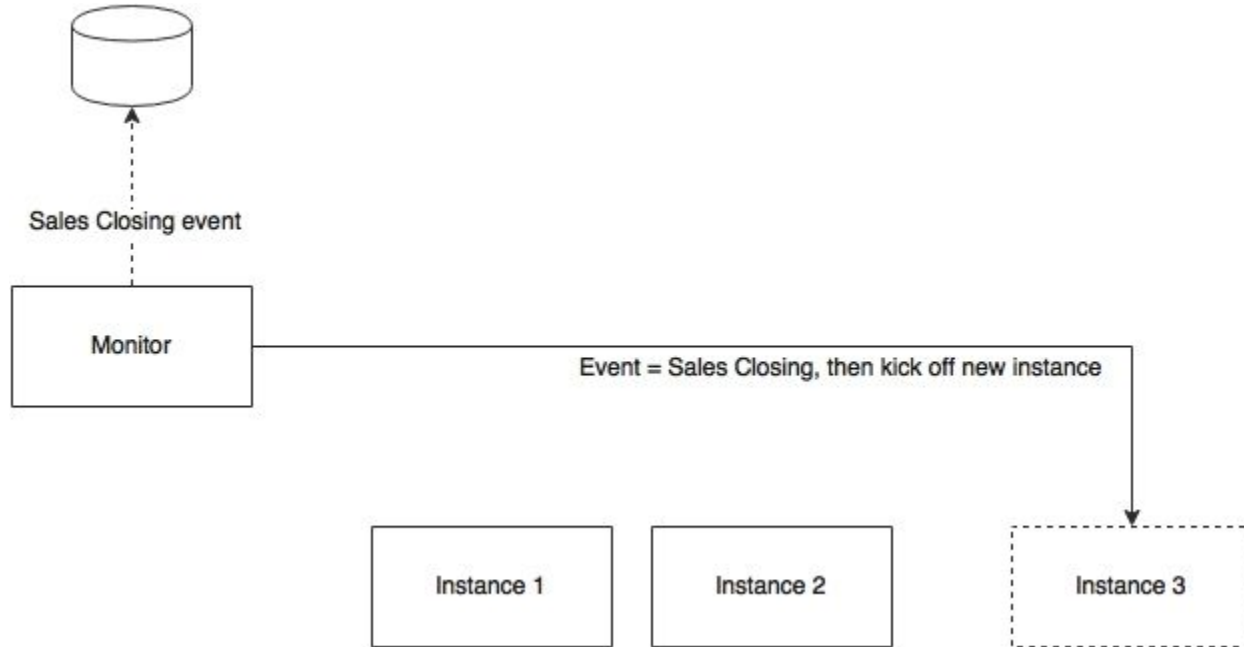 Sales Closing event
Monitor
Event = Sales Closing, then kick off new instance
Instance 1
Instance 2
Instance 3